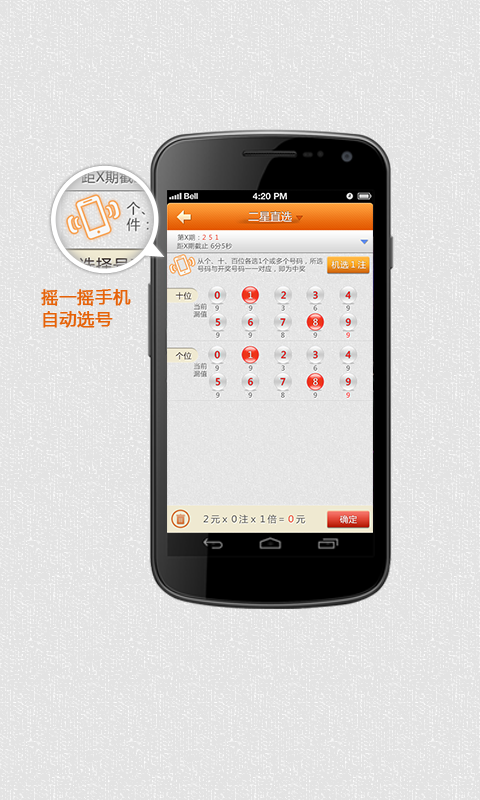 Bell
4:20 PM
二星直选
第X期：2 5 1
距X期截止 6分5秒
从个、十、百位各选1个或多个号码，所选
号码与开奖号码一一对应，即为中奖
机选1注
距X期截
个、
件：
选择号
摇一摇手机
自动选号
十位
0 1 2 3 4
当前
漏值
9 9 3 6 9
5 6 7 8 9
9 9 8 9 9
个位
0 1 2 3 4
当前
漏值
9 9 3 6 9
5 6 7 8 9
9 9 8 9 9
2元 x 0注 x 1倍 = 0元
确定